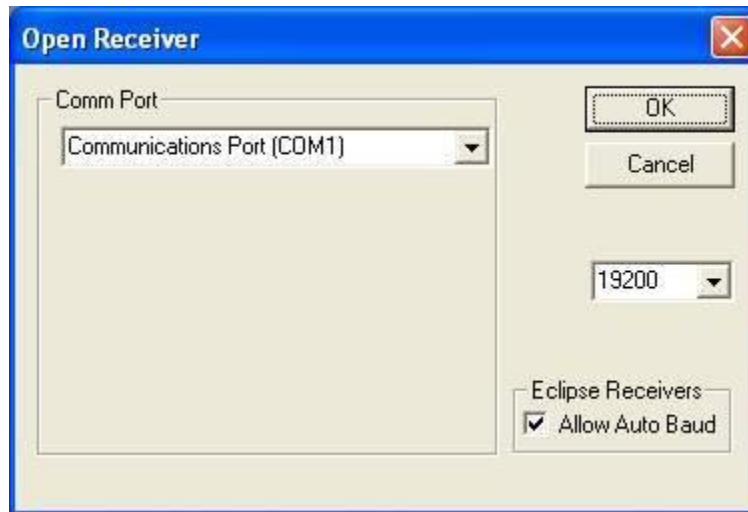 Open Receiver
Comm Port
Communications Port (COM1)
OK
Cancel
19200
Eclipse Receivers
Allow Auto Baud